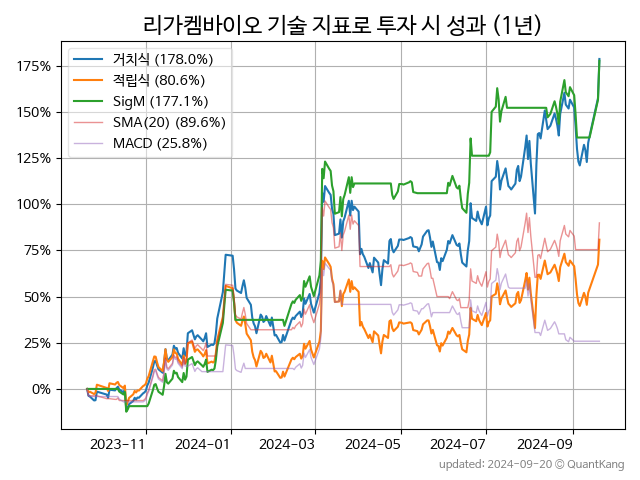 리가켐바이오 기술 지표로 투자 시 성과 (1년)
거치식 (178.0%)
적립식 (80.6%)
SigM (177.1%)
SMA(20) (89.6%)
MACD (25.8%)
175%
150%
125%
100%
75%
50%
25%
0%
2023-11 2024-01 2024-03 2024-05 2024-07 2024-09
updated: 2024-09-20 © QuantKang